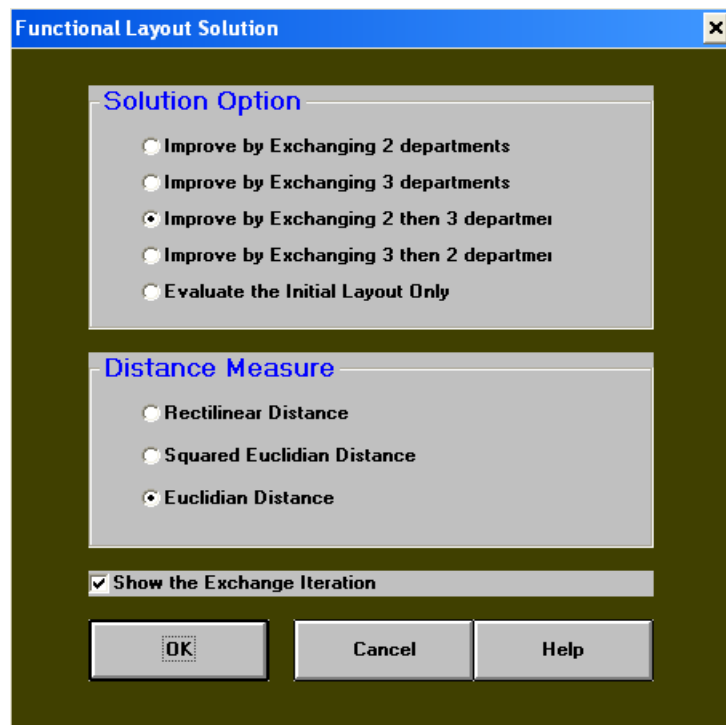 Functional Layout Solution
Solution Option
Improve by Exchanging 2 departments
Improve by Exchanging 3 departments
Improve by Exchanging 2 then 3 departmer
Improve by Exchanging 3 then 2 departmer
Evaluate the Initial Layout Only
Distance Measure
Rectilinear Distance
Squared Euclidian Distance
Euclidian Distance
Show the Exchange Iteration
OK Cancel Help